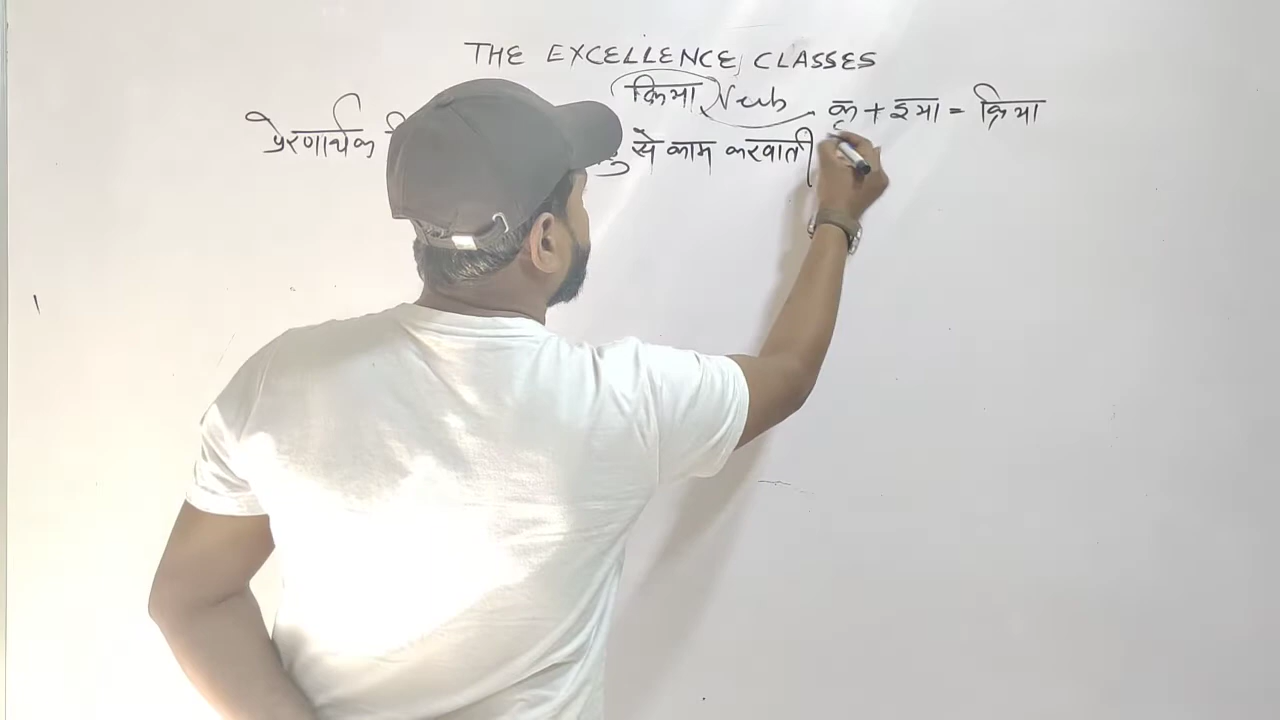 THE EXCELLENCE CLASSES
क्रिया Verb कृ + इया = क्रिया
प्रेरणार्थक से काम करवाती